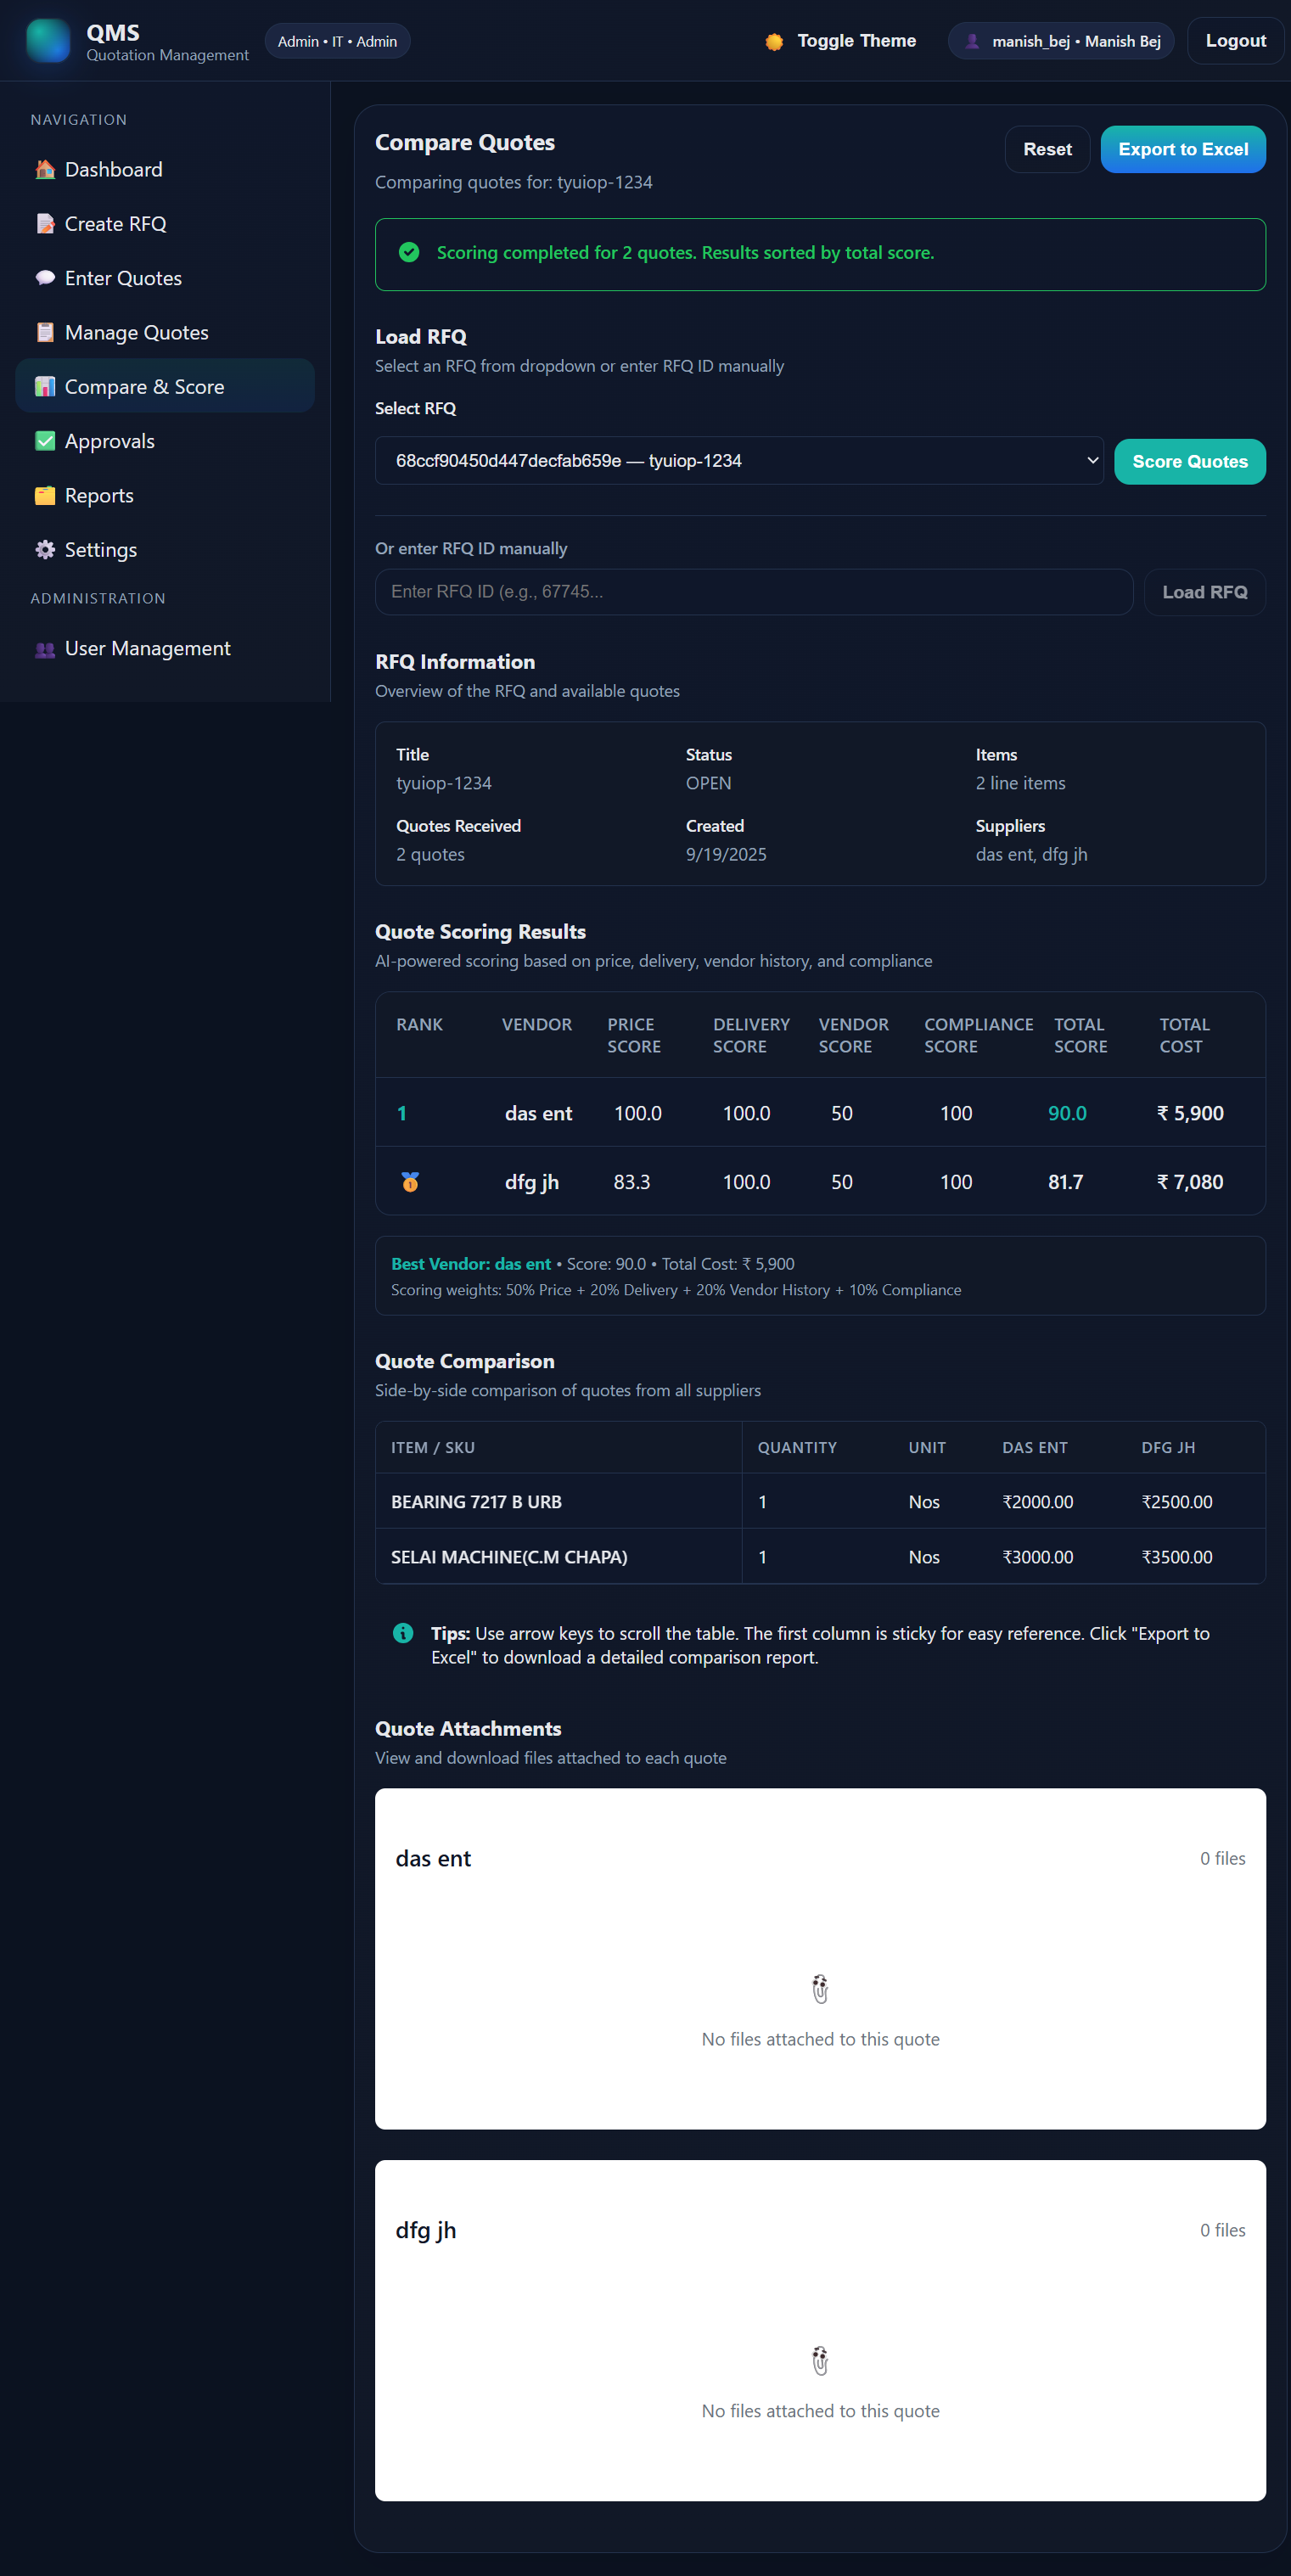 QMS
Quotation Management
Admin • IT • Admin
Toggle Theme
manish_bej • Manish Bej
Logout
NAVIGATION
Dashboard
Create RFQ
Enter Quotes
Manage Quotes
Compare & Score
Approvals
Reports
Settings
ADMINISTRATION
User Management
Compare Quotes
Comparing quotes for: tyuiop-1234
Reset
Export to Excel
Scoring completed for 2 quotes. Results sorted by total score.
Load RFQ
Select an RFQ from dropdown or enter RFQ ID manually
Select RFQ
68ccf90450d447decfab659e — tyuiop-1234
Score Quotes
Or enter RFQ ID manually
Enter RFQ ID (e.g., 67745...
Load RFQ
RFQ Information
Overview of the RFQ and available quotes
Title Status Items
tyuiop-1234 OPEN 2 line items
Quotes Received Created Suppliers
2 quotes 9/19/2025 das ent, dfg jh
Quote Scoring Results
AI-powered scoring based on price, delivery, vendor history, and compliance
RANK VENDOR PRICE DELIVERY VENDOR COMPLIANCE TOTAL TOTAL
SCORE SCORE SCORE SCORE SCORE COST
1 das ent 100.0 100.0 50 100 90.0 ₹ 5,900
1 dfg jh 83.3 100.0 50 100 81.7 ₹ 7,080
Best Vendor: das ent • Score: 90.0 • Total Cost: ₹ 5,900
Scoring weights: 50% Price + 20% Delivery + 20% Vendor History + 10% Compliance
Quote Comparison
Side-by-side comparison of quotes from all suppliers
ITEM / SKU QUANTITY UNIT DAS ENT DFG JH
BEARING 7217 B URB 1 Nos ₹2000.00 ₹2500.00
SELAI MACHINE(C.M CHAPA) 1 Nos ₹3000.00 ₹3500.00
Tips: Use arrow keys to scroll the table. The first column is sticky for easy reference. Click "Export to
Excel" to download a detailed comparison report.
Quote Attachments
View and download files attached to each quote
das ent 0 files
No files attached to this quote
dfg jh 0 files
No files attached to this quote